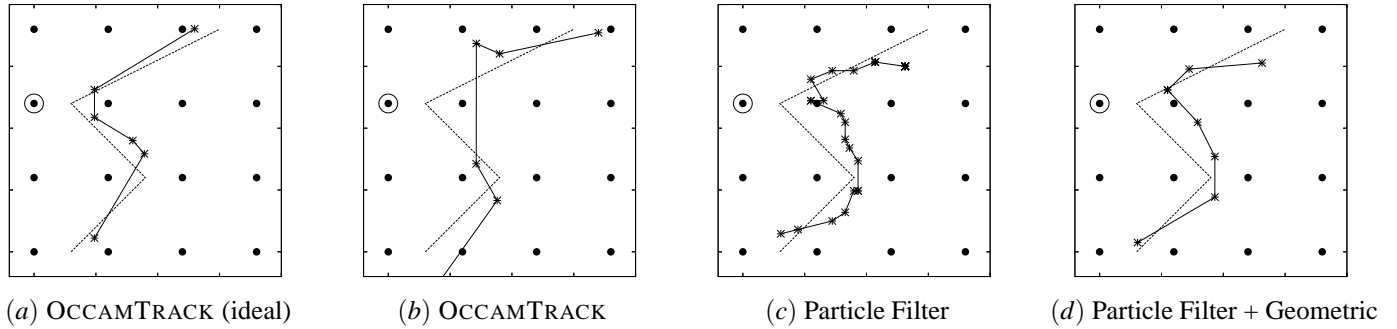 (a) OCCAMTRACK (ideal)
(b) OCCAMTRACK
(c) Particle Filter
(d) Particle Filter + Geometric